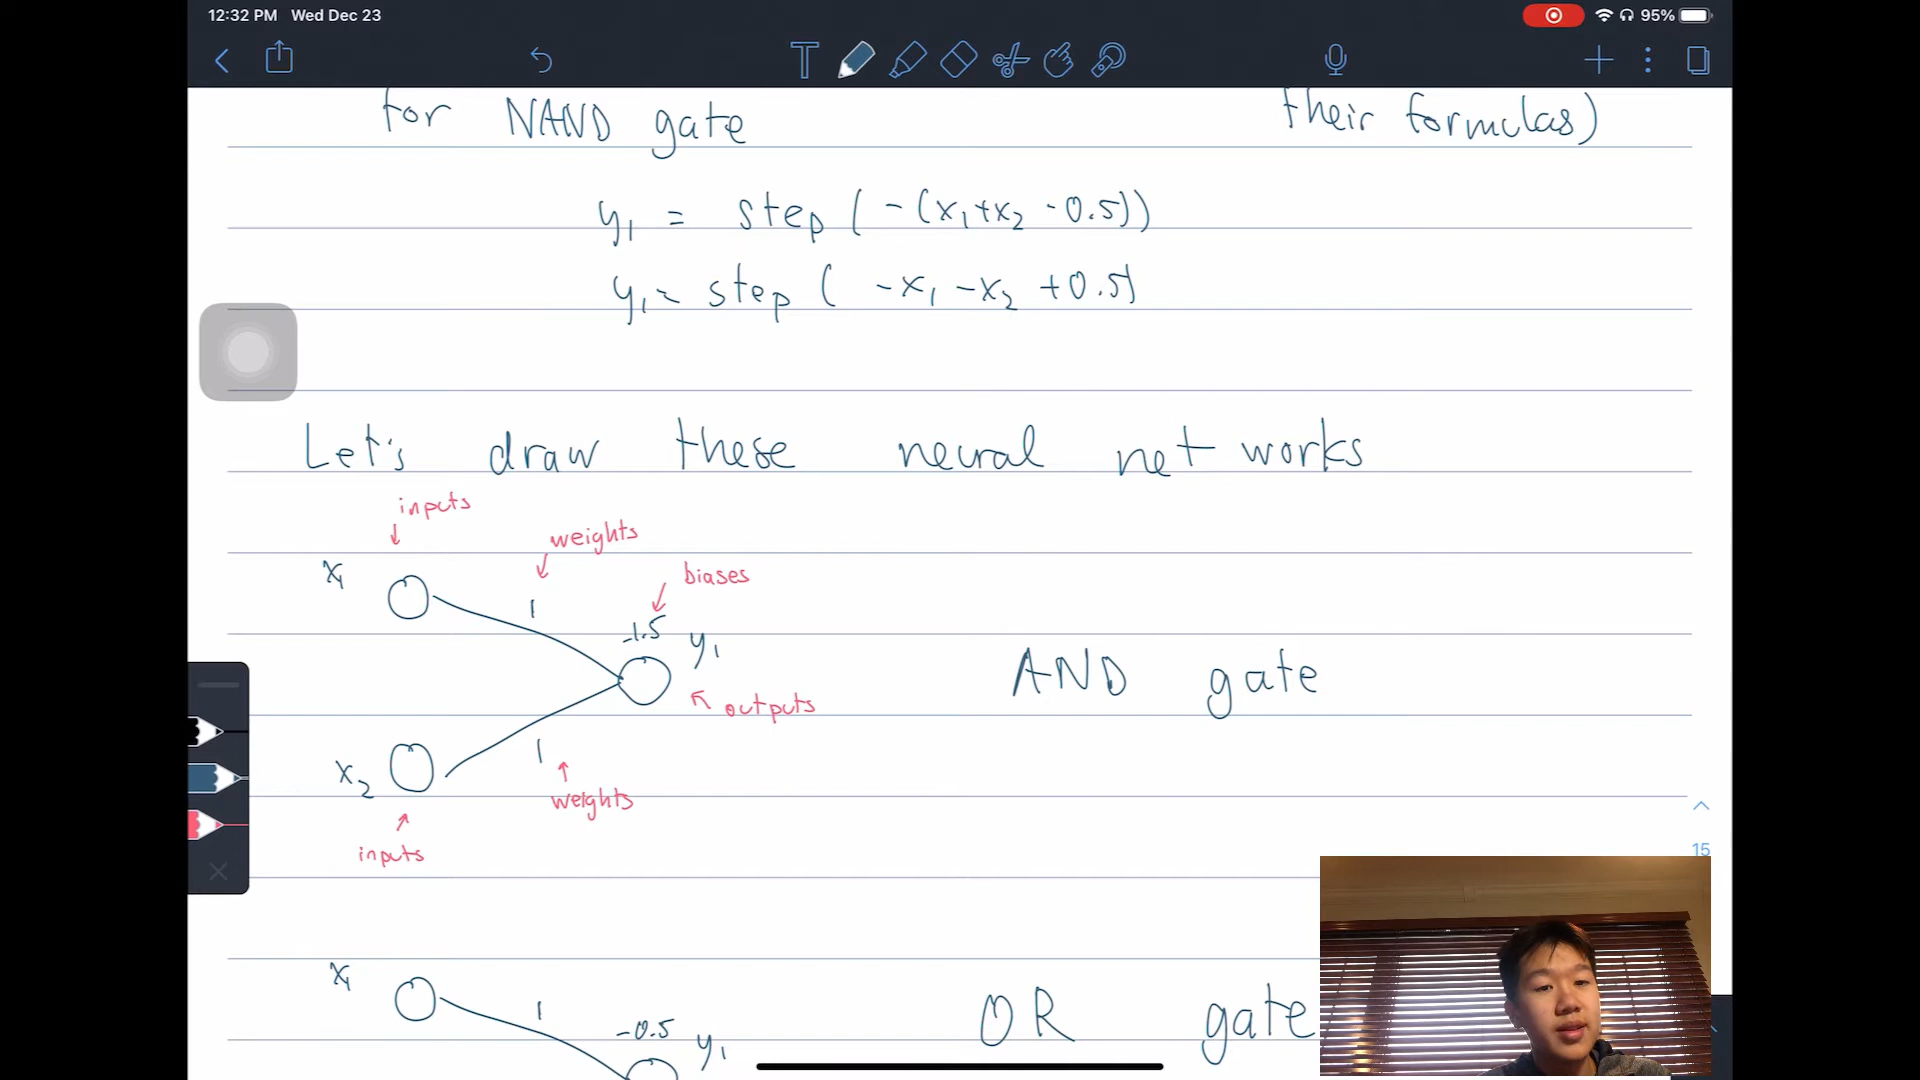 12:32 PM Wed Dec 23 95%
for NAND gate their formulas)
y₁ = step ( - (x₁+x₂ - 0.5))
y₁= step ( -x₁ -x₂ +0.5)
Let's draw these neural networks
inputs
weights
x₁
biases
1
-1.5 y₁
AND gate
outputs
1
x₂
weights
inputs
15
x₁
1
OR gate
-0.5 y₁